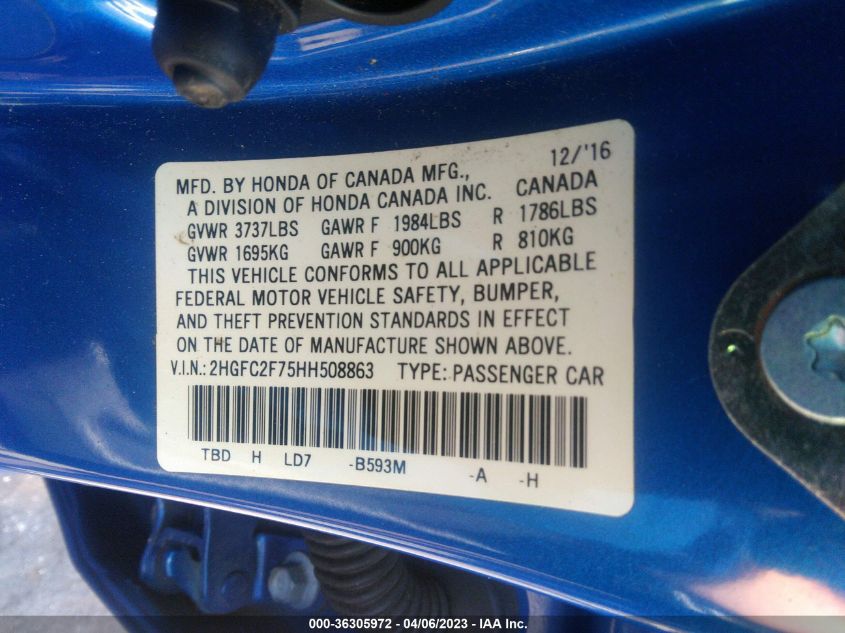 12/'16
MFD. BY HONDA OF CANADA MFG.,
A DIVISION OF HONDA CANADA INC. CANADA
GVWR 3737LBS GAWR F 1984LBS R 1786LBS
GVWR 1695KG GAWR F 900KG R 810KG
THIS VEHICLE CONFORMS TO ALL APPLICABLE
FEDERAL MOTOR VEHICLE SAFETY, BUMPER,
AND THEFT PREVENTION STANDARDS IN EFFECT
ON THE DATE OF MANUFACTURE SHOWN ABOVE.
V.I.N.: 2HGFC2F75HH508863 TYPE: PASSENGER CAR
TBD H LD7 -B593M -A -H
000-36305972 - 04/06/2023 - IAA Inc.